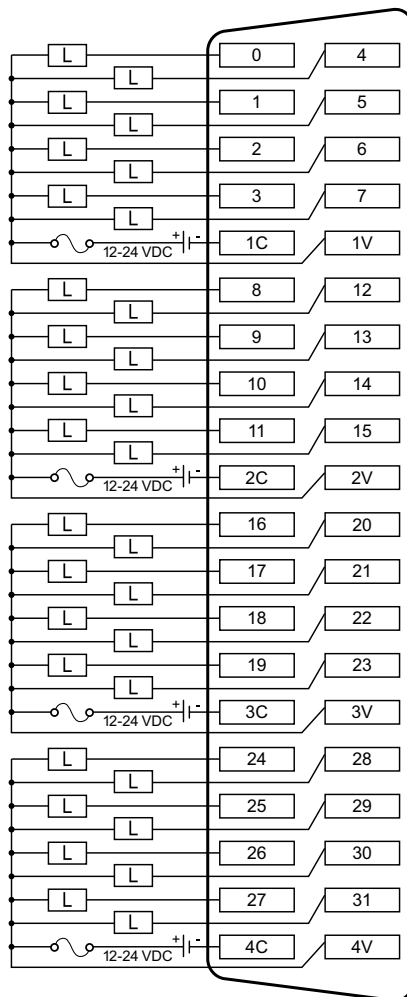 L 0 4
L
L 1 5
L
L 2 6
L
L 3 7
L
+ - 1C 1V
12-24 VDC
L 8 12
L
L 9 13
L
L 10 14
L
L 11 15
L
+ - 2C 2V
12-24 VDC
L 16 20
L
L 17 21
L
L 18 22
L
L 19 23
L
+ - 3C 3V
12-24 VDC
L 24 28
L
L 25 29
L
L 26 30
L
L 27 31
L
+ - 4C 4V
12-24 VDC